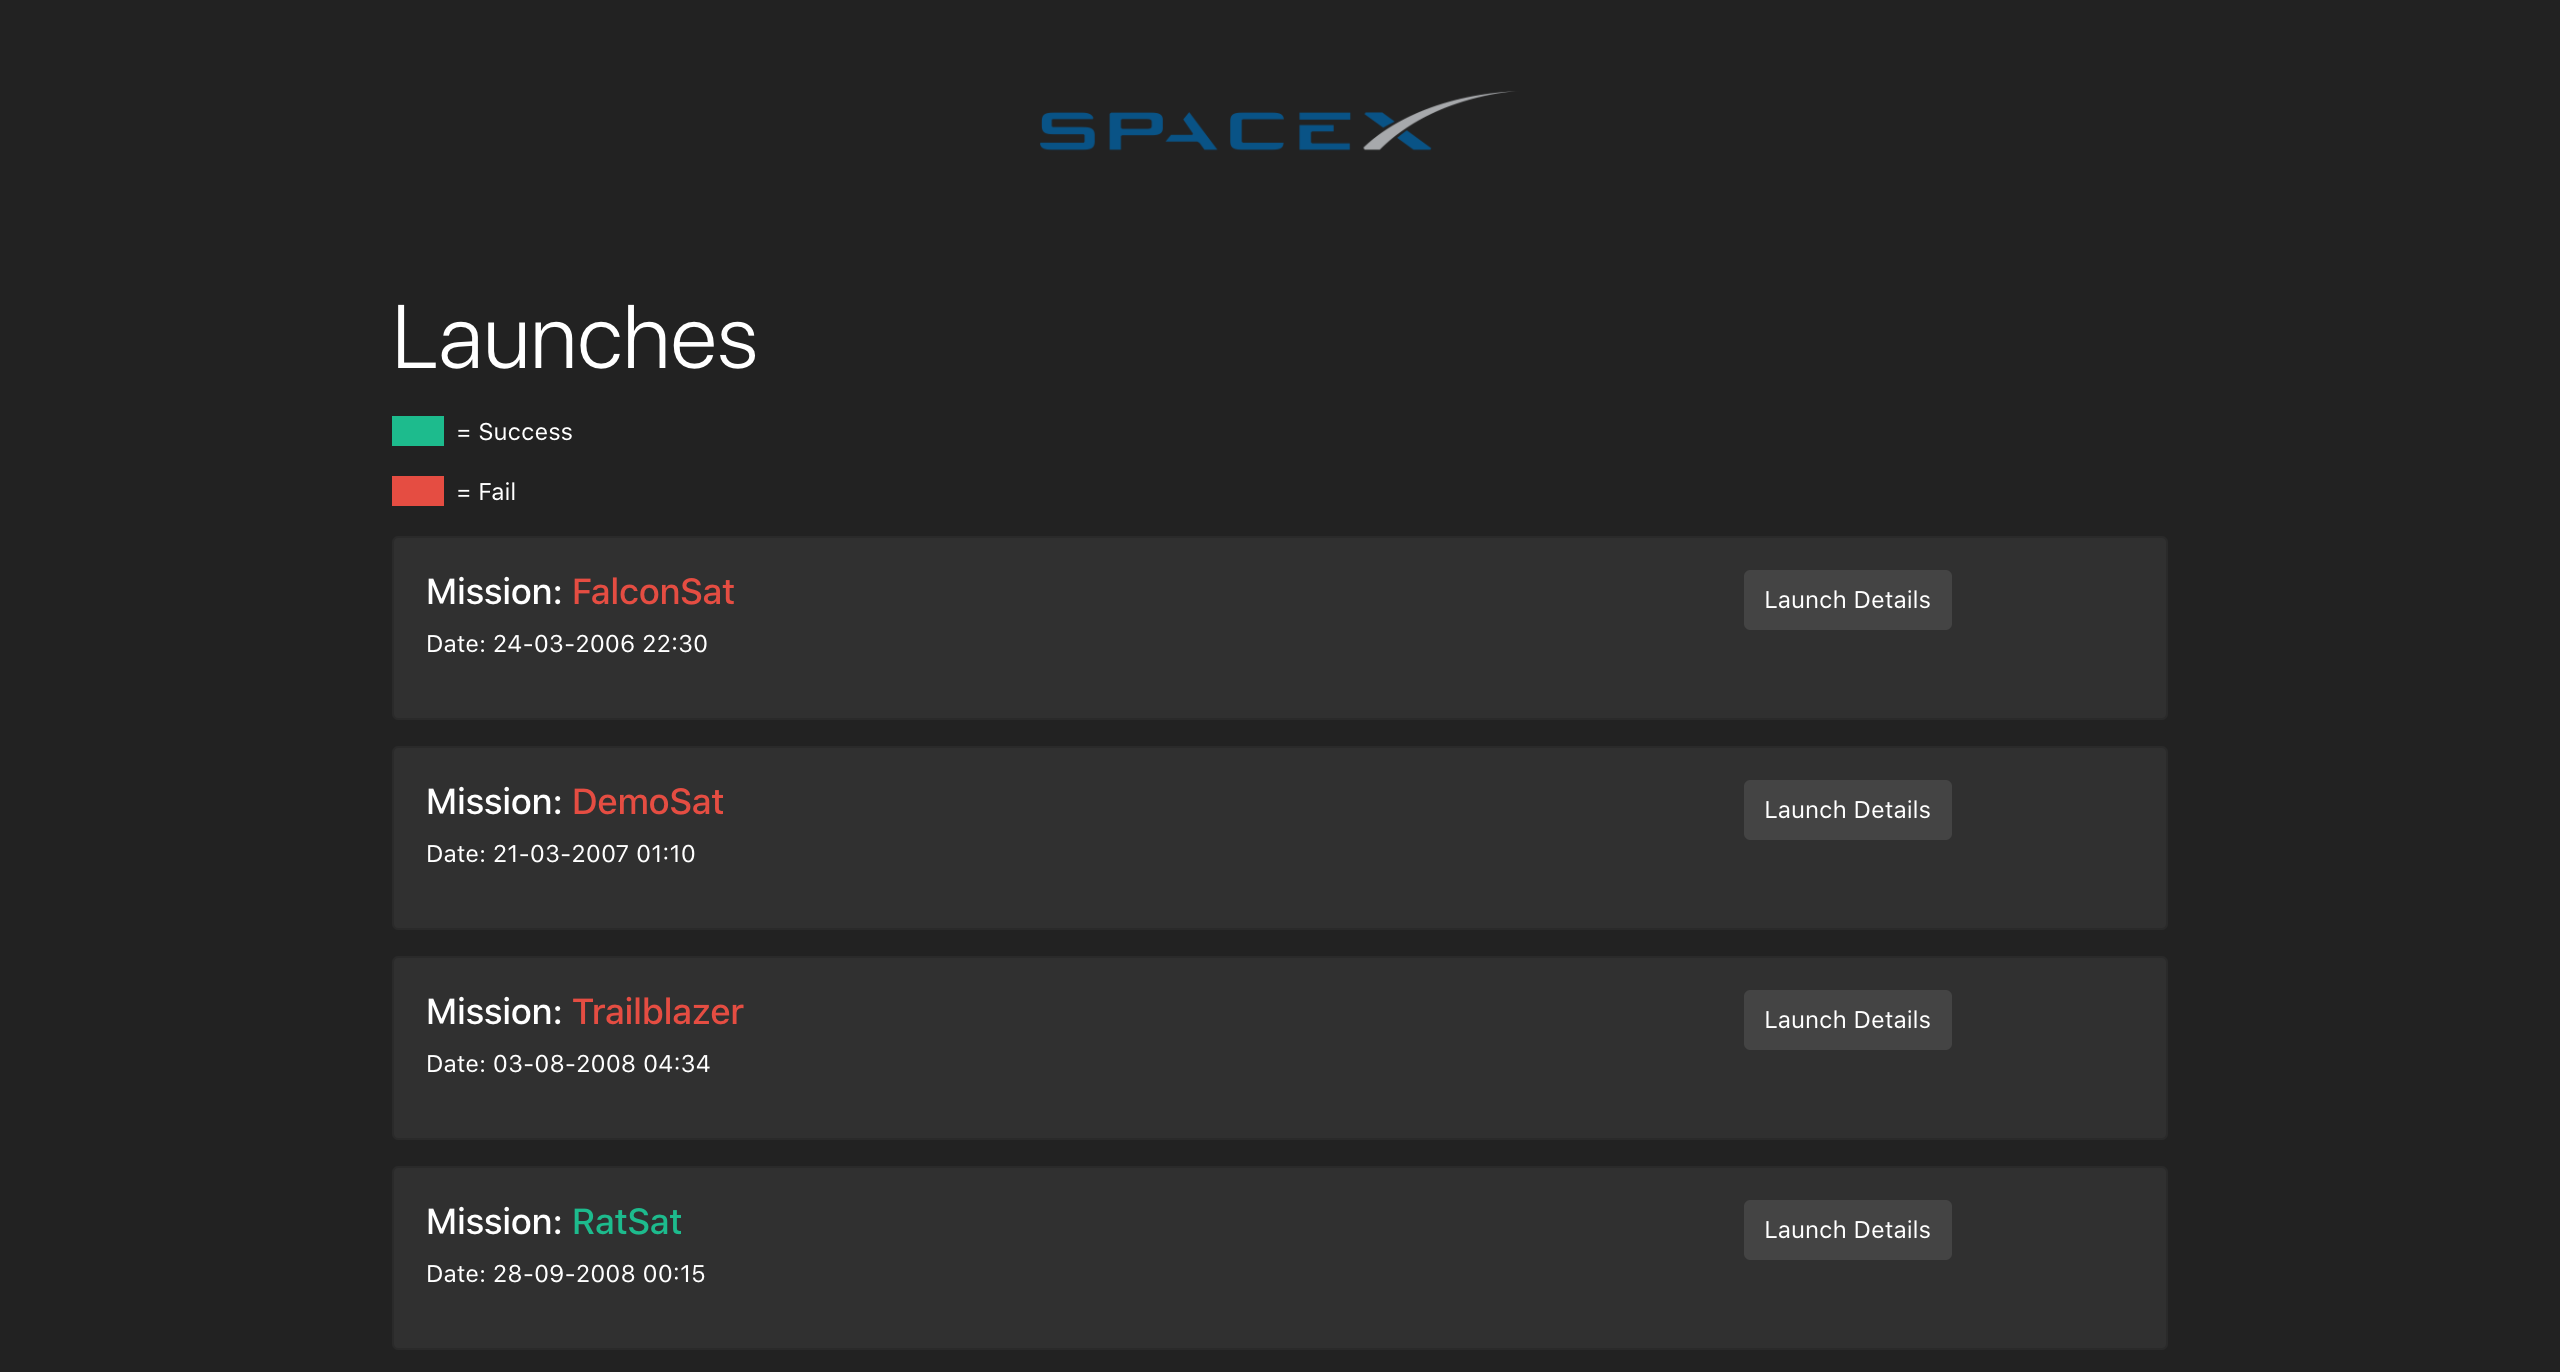 SPACEX
Launches
= Success
= Fail
Mission: FalconSat
Launch Details
Date: 24-03-2006 22:30
Mission: DemoSat
Launch Details
Date: 21-03-2007 01:10
Mission: Trailblazer
Launch Details
Date: 03-08-2008 04:34
Mission: RatSat
Launch Details
Date: 28-09-2008 00:15